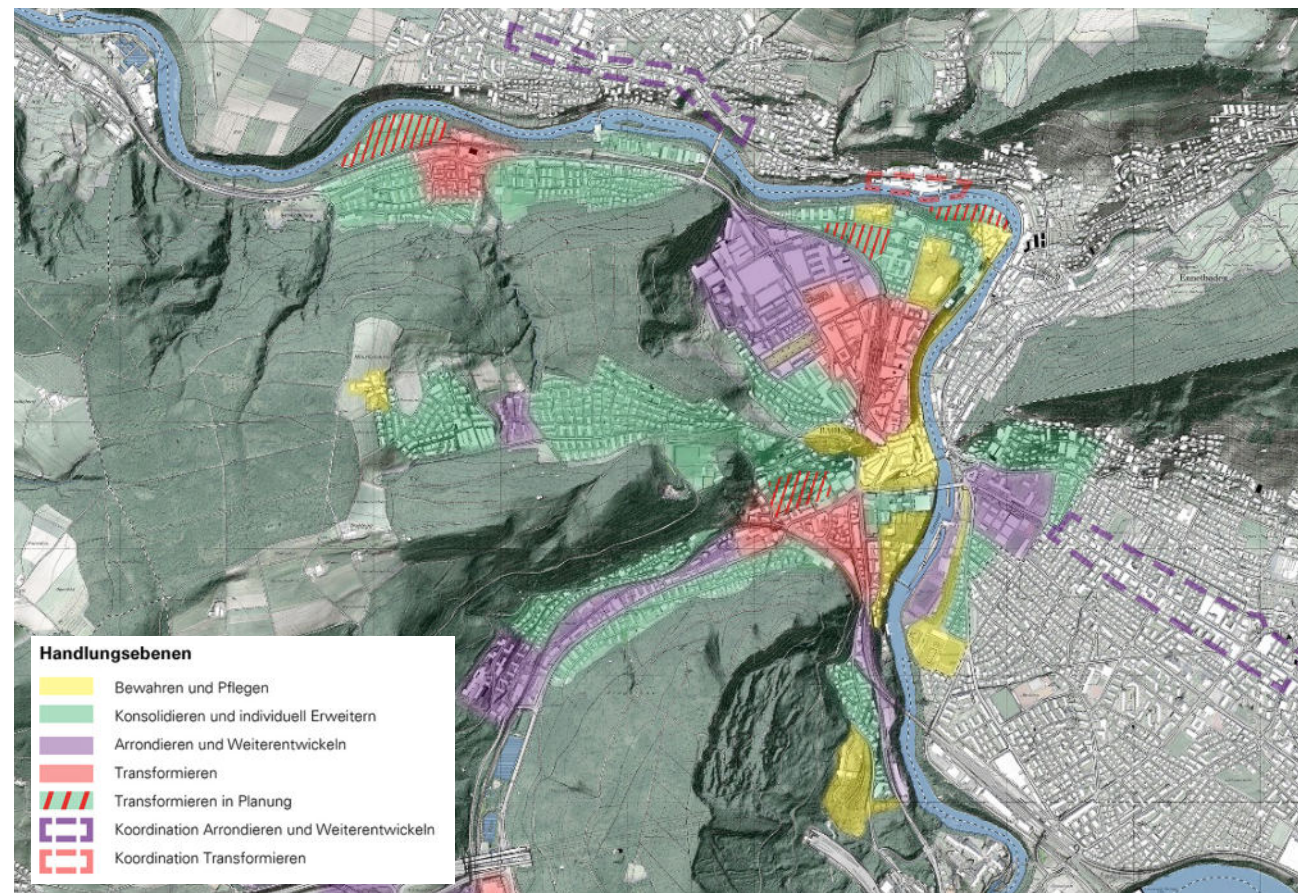 Ennetbaden
Handlungsebenen
Bewahren und Pflegen
Konsolidieren und individuell Erweitern
Arrondieren und Weiterentwickeln
Transformieren
Transformieren in Planung
Koordination Arrondieren und Weiterentwickeln
Koordination Transformieren